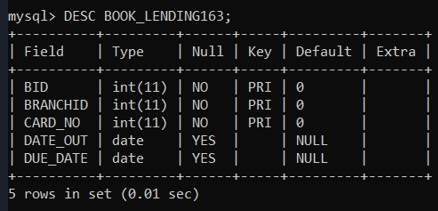 mysql> DESC BOOK_LENDING163;
+----------+---------+------+-----+---------+-------+
| Field    | Type    | Null | Key | Default | Extra |
+----------+---------+------+-----+---------+-------+
| BID      | int(11) | NO   | PRI | 0       |       |
| BRANCHID | int(11) | NO   | PRI | 0       |       |
| CARD_NO  | int(11) | NO   | PRI | 0       |       |
| DATE_OUT | date    | YES  |     | NULL    |       |
| DUE_DATE | date    | YES  |     | NULL    |       |
+----------+---------+------+-----+---------+-------+
5 rows in set (0.01 sec)